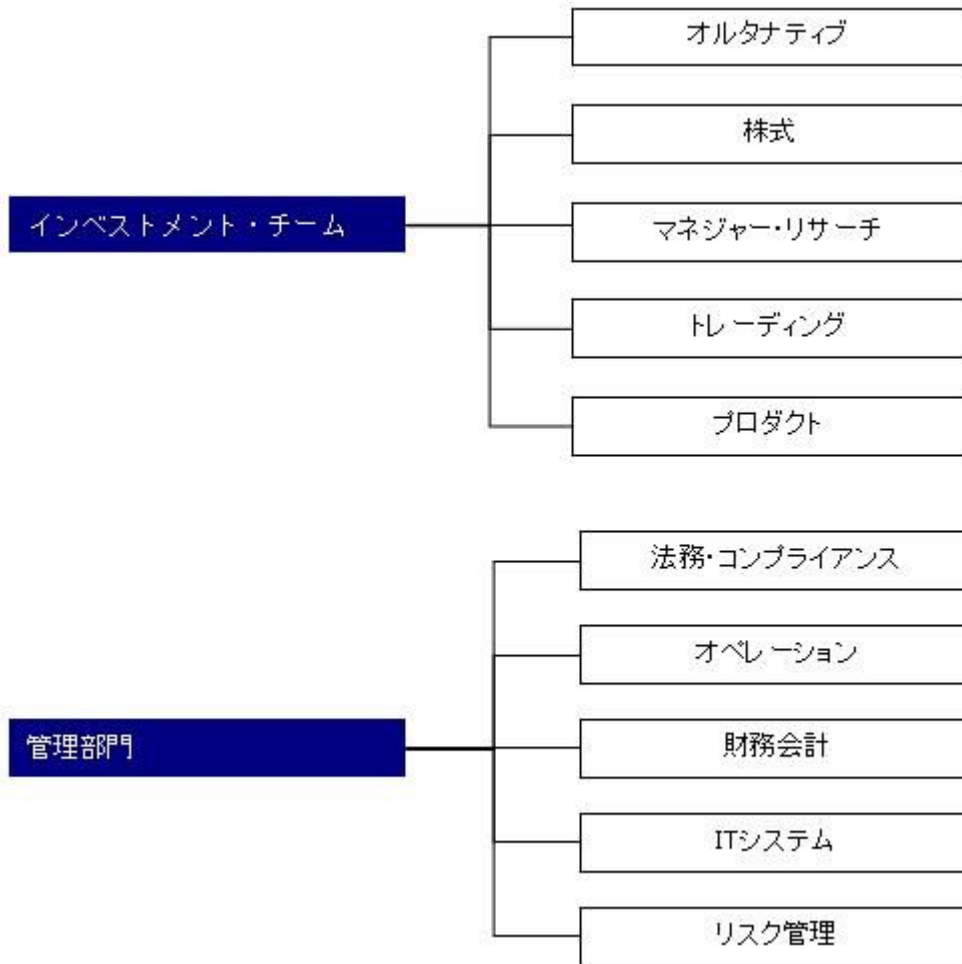 オルタナティブ
株式
インベストメント・チーム
マネジャー・リサーチ
トレーディング
プロダクト
法務・コンプライアンス
オペレーション
管理部門
財務会計
ITシステム
リスク管理